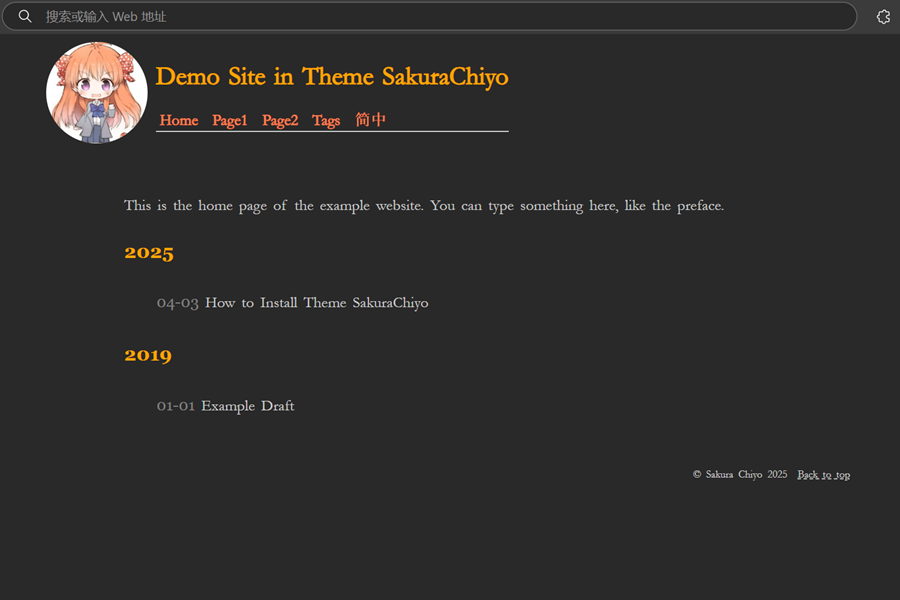 搜索或输入 Web 地址
Demo Site in Theme SakuraChiyo
Home Page1 Page2 Tags 简中
This is the home page of the example website. You can type something here, like the preface.
2025
04-03 How to Install Theme SakuraChiyo
2019
01-01 Example Draft
© Sakura Chiyo 2025 Back to top